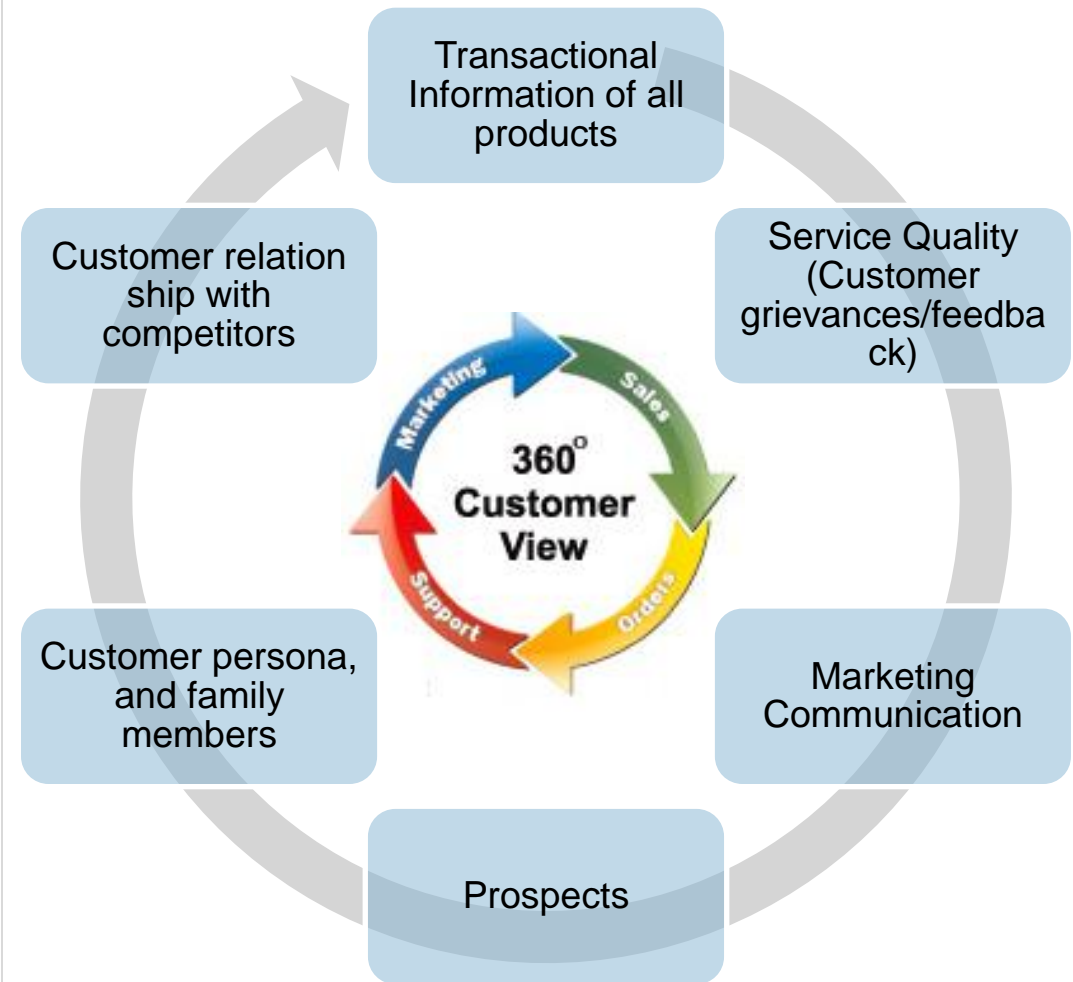 Transactional
Information of all
products
Service Quality
(Customer
grievances/feedba
ck)
Marketing
Communication
Prospects
Customer persona,
and family
members
Customer relation
ship with
competitors
Marketing
Sales
Orders
Support
360°
Customer
View